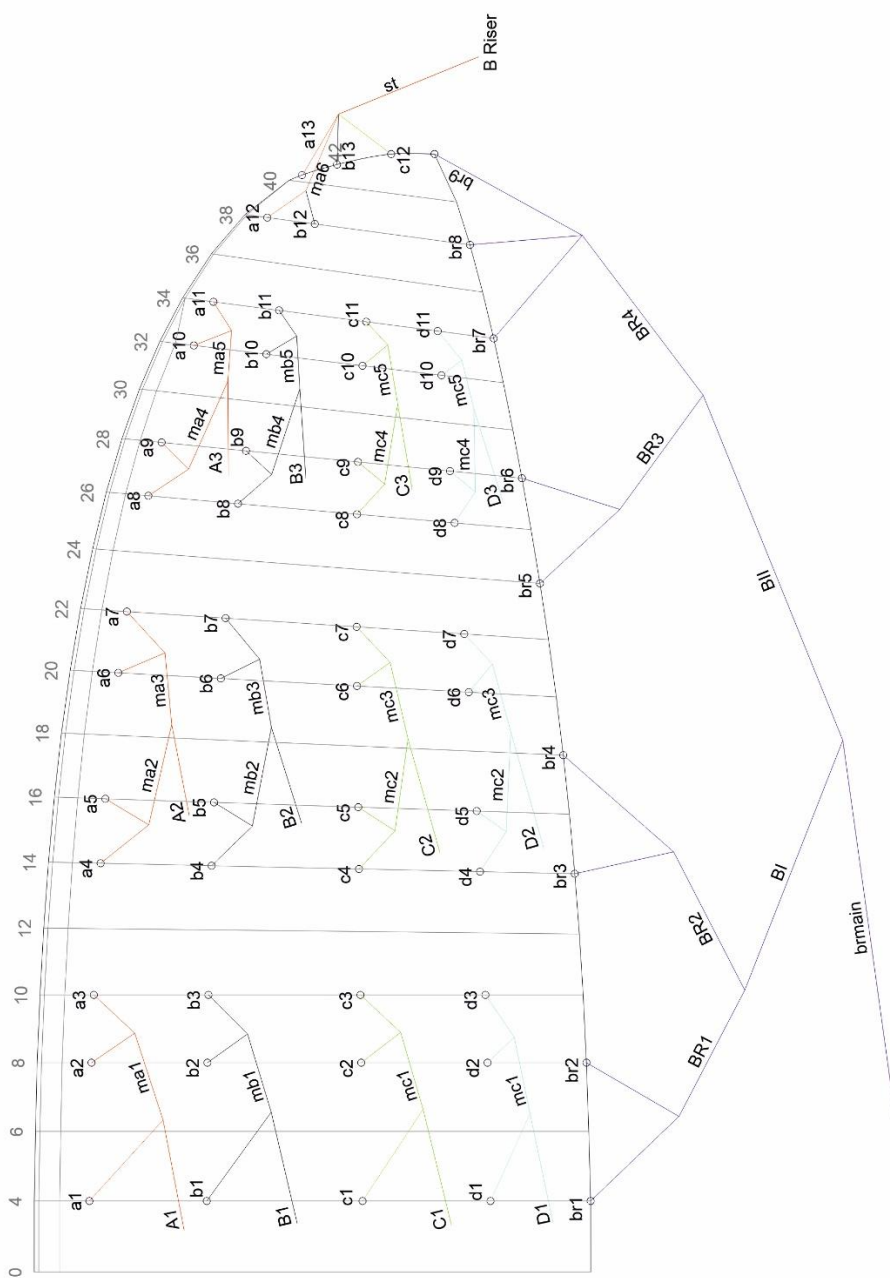 0 4 6 8 10 12 14 16 18 20 22 24 26 28 30 32 34 36 38 40 42
a1 a2 a3 a4 a5 a6 a7 a8 a9 a10 a11 a12 a13
ma1 ma2 ma3 ma4 ma5 ma6
A1 A2 A3
b1 b2 b3 b4 b5 b6 b7 b8 b9 b10 b11 b12 b13
mb1 mb2 mb3 mb4 mb5
B1 B2 B3
st
B Riser
c1 c2 c3 c4 c5 c6 c7 c8 c9 c10 c11 c12
mc1 mc2 mc3 mc4 mc5
C1 C2 C3
d1 d2 d3 d4 d5 d6 d7 d8 d9 d10 d11
mc1 mc2 mc3 mc4 mc5
D1 D2 D3
br1 br2 br3 br4 br5 br6 br7 br8 br9
BR1 BR2 BR3 BR4
BI BII
brmain